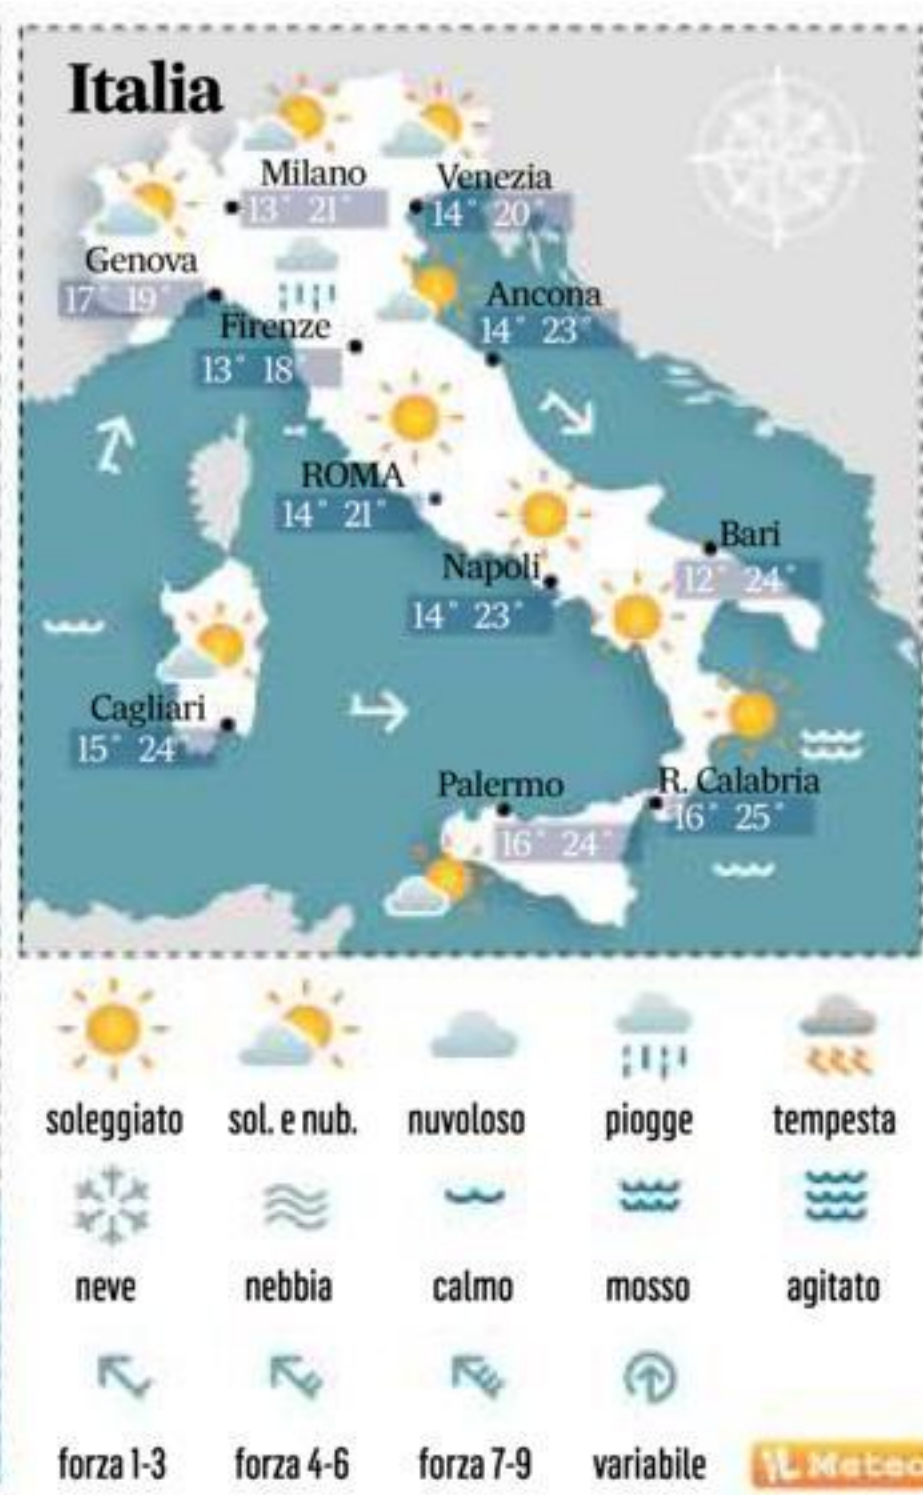 Italia
Milano
13° 21°
Venezia
14° 20°
Genova
17° 19°
Ancona
14° 23°
Firenze
13° 18°
ROMA
14° 21°
Bari
12° 24°
Napoli
14° 23°
Cagliari
15° 24°
Palermo
16° 24°
R. Calabria
16° 25°
soleggiato sol. e nub. nuvoloso piogge tempesta
neve nebbia calmo mosso agitato
forza 1-3 forza 4-6 forza 7-9 variabile
iL Meteo